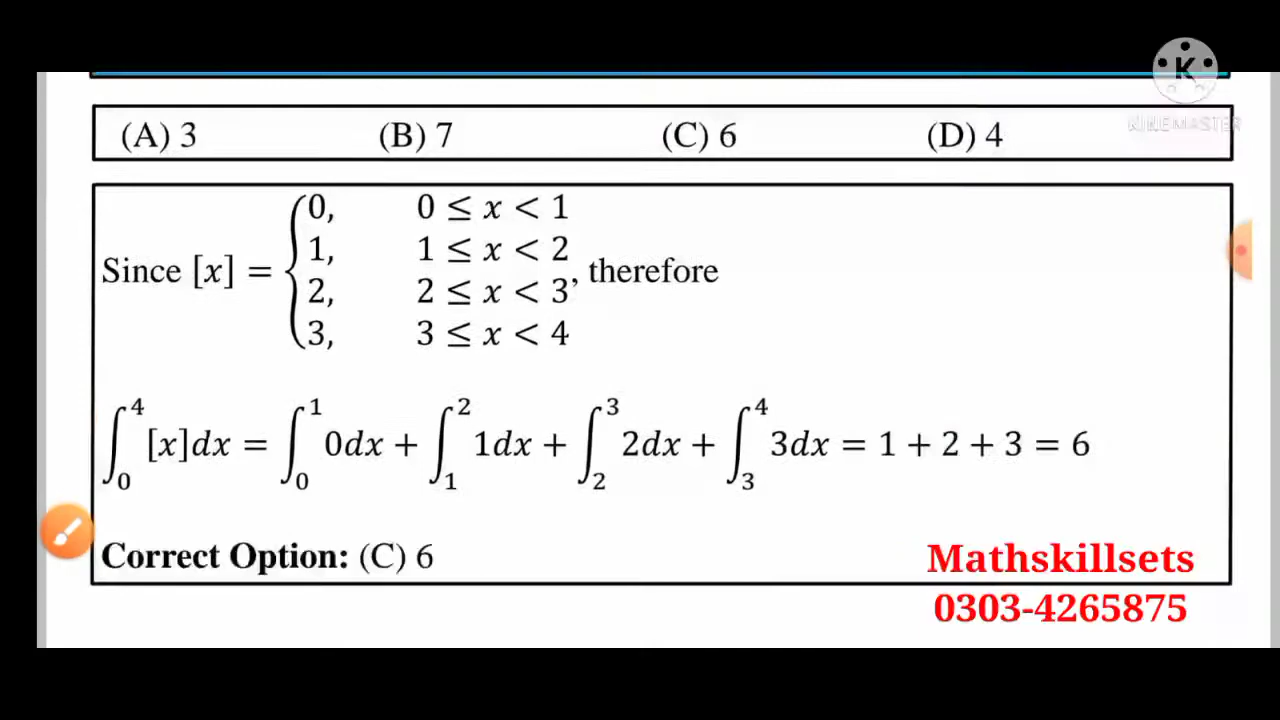 K
KINEMASTER
(A) 3 (B) 7 (C) 6 (D) 4
Since [x] = {0, 0 ≤ x < 1
1, 1 ≤ x < 2
2, 2 ≤ x < 3
3, 3 ≤ x < 4
, therefore
∫₀⁴ [x]dx = ∫₀¹ 0dx + ∫₁² 1dx + ∫₂³ 2dx + ∫₃⁴ 3dx = 1 + 2 + 3 = 6
Correct Option: (C) 6
Mathskillsets
0303-4265875